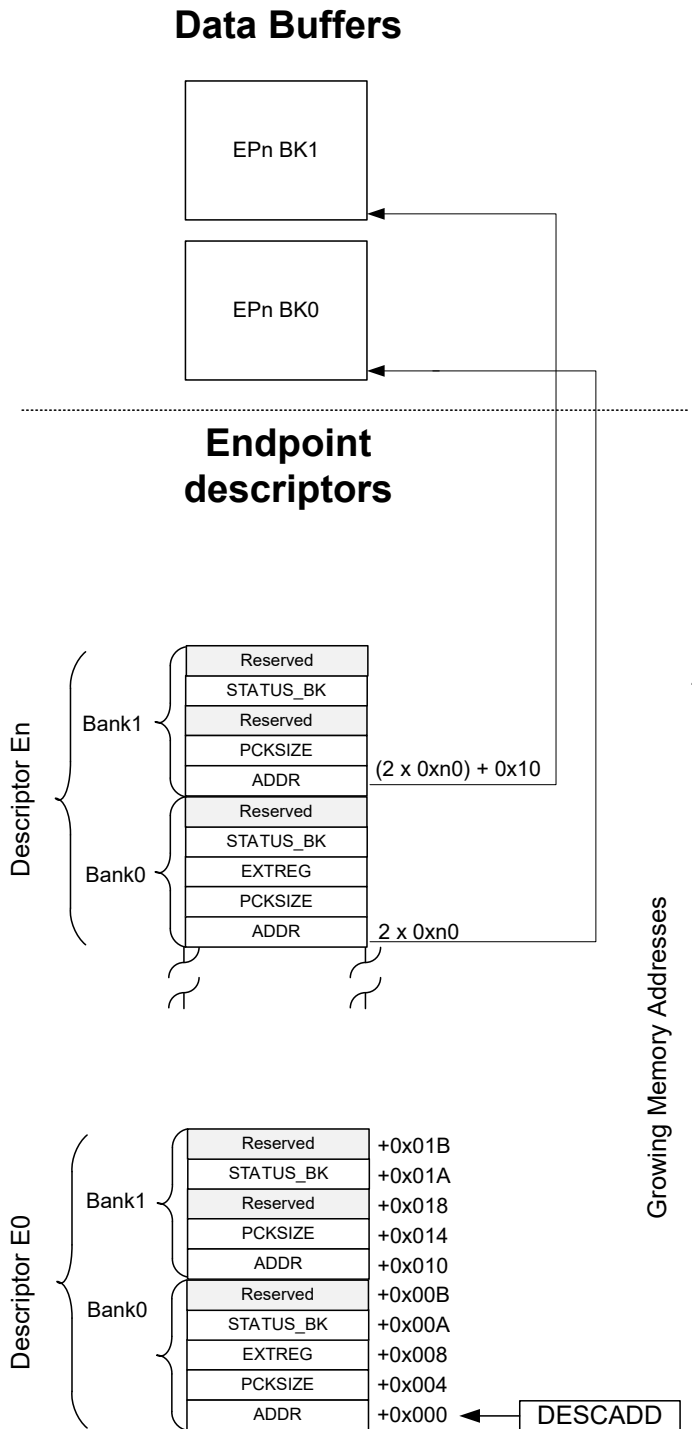 Data Buffers
EPn BK1
EPn BK0
Endpoint
descriptors
Descriptor En
Bank1
Reserved
STATUS_BK
Reserved
PCKSIZE
ADDR (2 x 0xn0) + 0x10
Bank0
Reserved
STATUS_BK
EXTREG
PCKSIZE
ADDR 2 x 0xn0
Growing Memory Addresses
Descriptor E0
Bank1
Reserved +0x01B
STATUS_BK +0x01A
Reserved +0x018
PCKSIZE +0x014
ADDR +0x010
Bank0
Reserved +0x00B
STATUS_BK +0x00A
EXTREG +0x008
PCKSIZE +0x004
ADDR +0x000 DESCADD